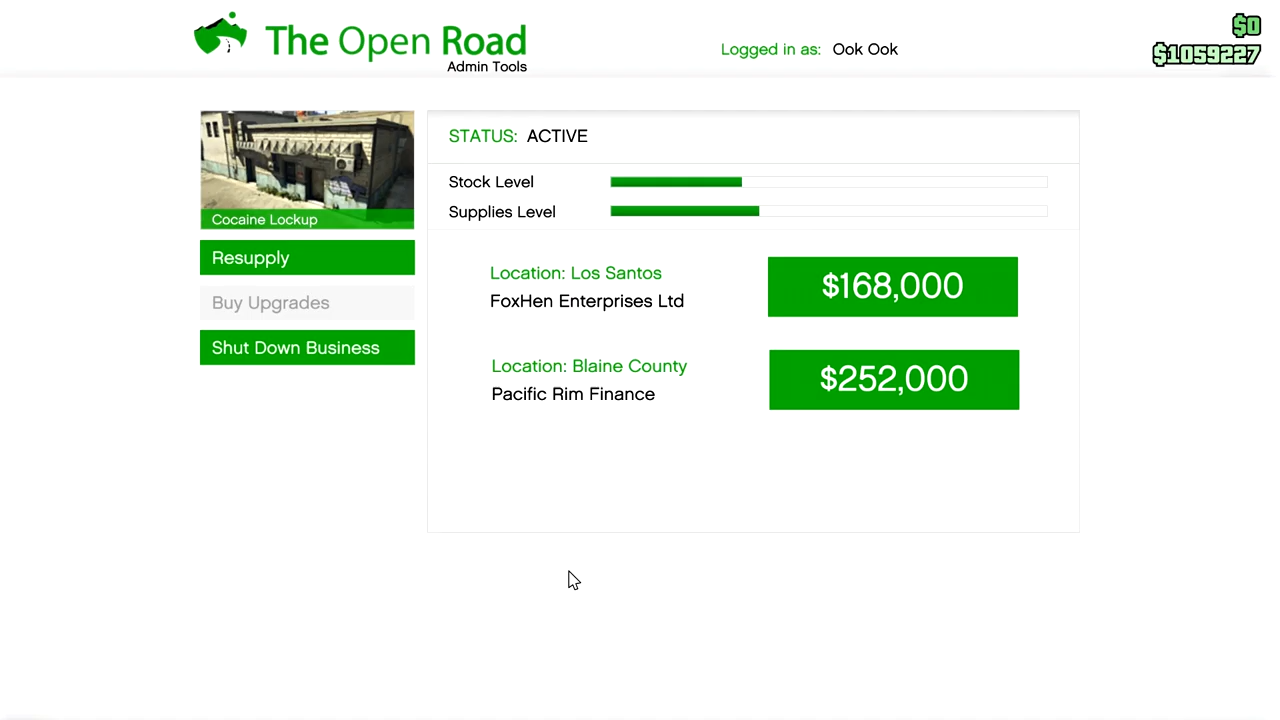 The Open Road
Admin Tools
Logged in as: Ook Ook
$0
$1059227
Cocaine Lockup
Resupply
Buy Upgrades
Shut Down Business
STATUS: ACTIVE
Stock Level
Supplies Level
Location: Los Santos
FoxHen Enterprises Ltd
$168,000
Location: Blaine County
Pacific Rim Finance
$252,000